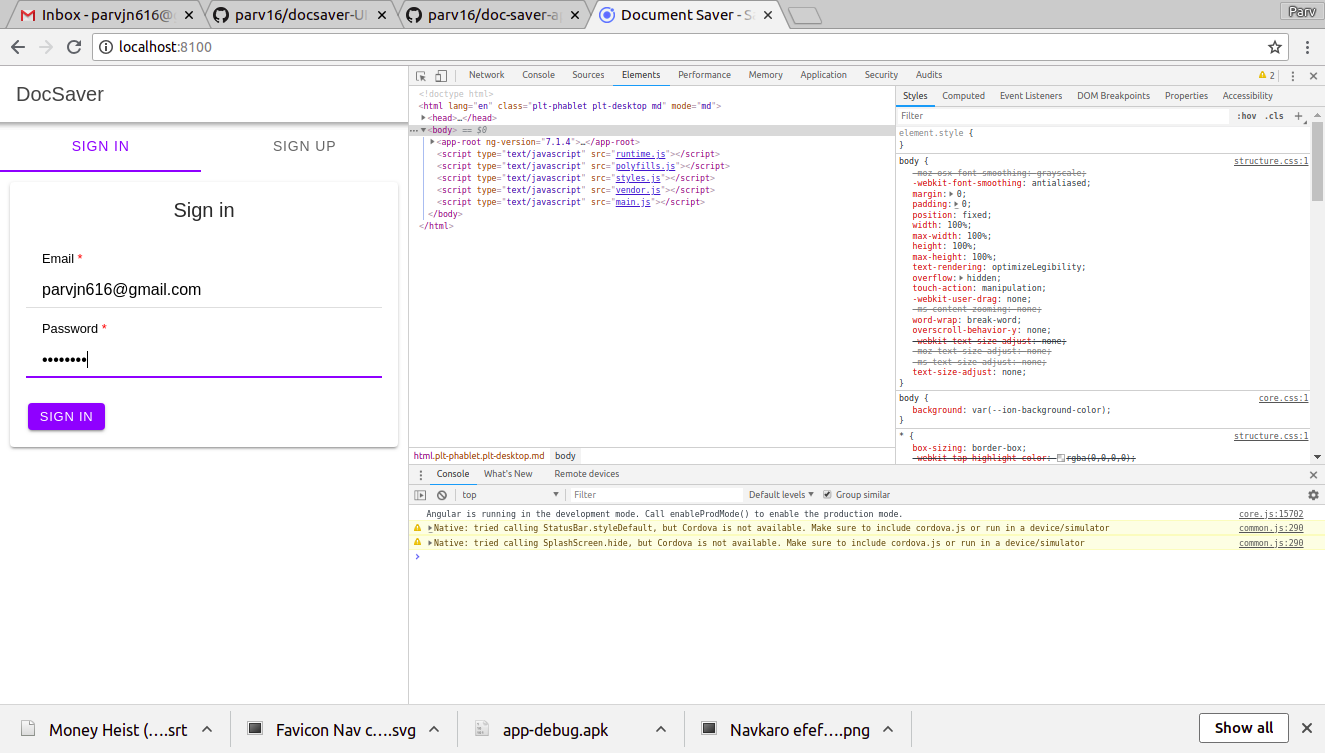 Inbox - parvjn616@ parv16/docsaver-U parv16/doc-saver-a Document Saver - S Parv
localhost:8100
DocSaver
SIGN IN SIGN UP
Sign in
Email *
parvjn616@gmail.com
Password *
••••••••
SIGN IN
Network Console Sources Elements Performance Memory Application Security Audits 2
<!doctype html>
<html lang="en" class="plt-phablet plt-desktop md" mode="md">
<head>…</head>
<body> == $0
<app-root ng-version="7.1.4">…</app-root>
<script type="text/javascript" src="runtime.js"></script>
<script type="text/javascript" src="polyfills.js"></script>
<script type="text/javascript" src="styles.js"></script>
<script type="text/javascript" src="vendor.js"></script>
<script type="text/javascript" src="main.js"></script>
</body>
</html>
html.plt-phablet.plt-desktop.md body
Styles Computed Event Listeners DOM Breakpoints Properties Accessibility
Filter :hov .cls +
element.style {
}
body { structure.css:1
-moz-osx-font-smoothing: grayscale;
-webkit-font-smoothing: antialiased;
margin: 0;
padding: 0;
position: fixed;
width: 100%;
max-width: 100%;
height: 100%;
max-height: 100%;
text-rendering: optimizeLegibility;
overflow: hidden;
touch-action: manipulation;
-webkit-user-drag: none;
-ms-content-zooming: none;
word-wrap: break-word;
overscroll-behavior-y: none;
-webkit-text-size-adjust: none;
-moz-text-size-adjust: none;
-ms-text-size-adjust: none;
text-size-adjust: none;
}
body { core.css:1
background: var(--ion-background-color);
}
* { structure.css:1
box-sizing: border-box;
-webkit-tap-highlight-color: rgba(0,0,0,0);
Console What's New Remote devices
top Filter Default levels Group similar
Angular is running in the development mode. Call enableProdMode() to enable the production mode. core.js:15702
Native: tried calling StatusBar.styleDefault, but Cordova is not available. Make sure to include cordova.js or run in a device/simulator common.js:290
Native: tried calling SplashScreen.hide, but Cordova is not available. Make sure to include cordova.js or run in a device/simulator common.js:290
Money Heist (....srt Favicon Nav c....svg app-debug.apk Navkaro efef....png Show all